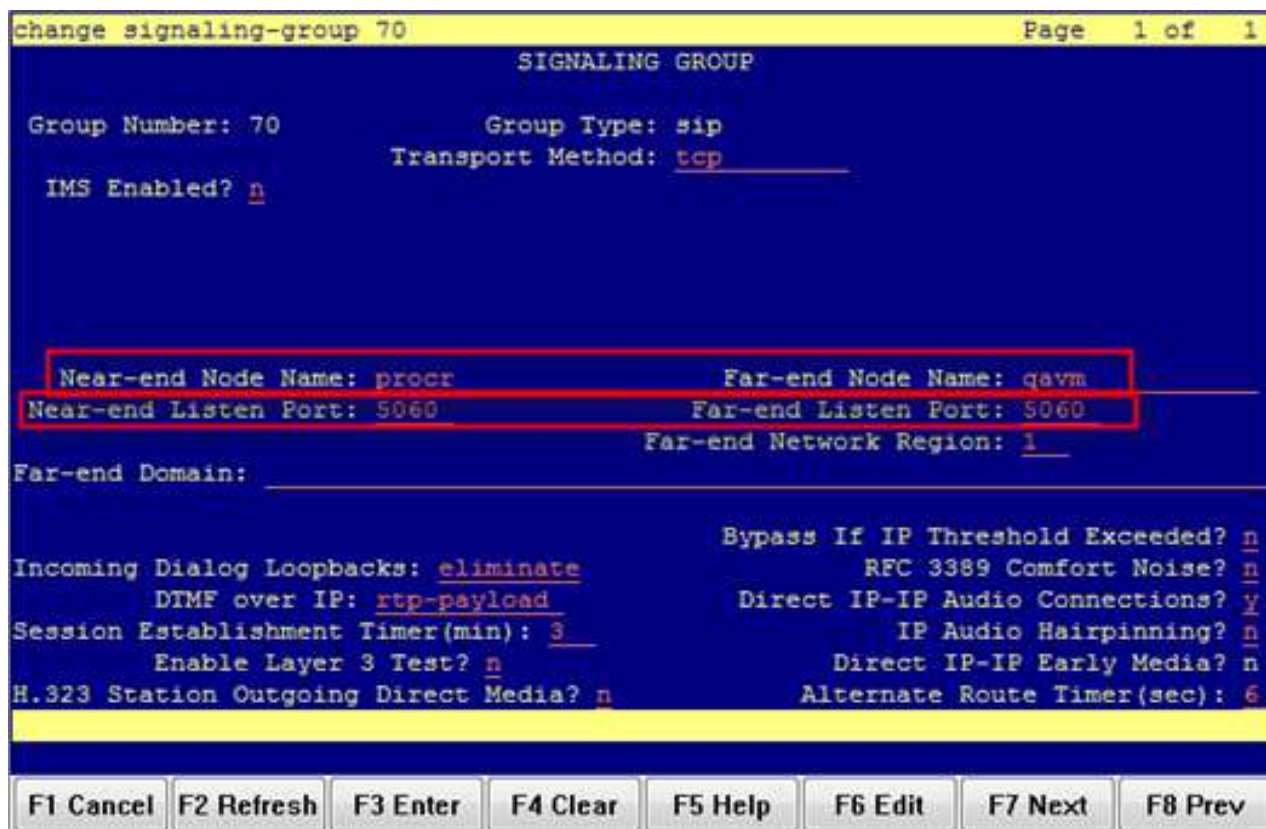 change signaling-group 70 Page 1 of 1
SIGNALING GROUP
Group Number: 70 Group Type: sip
Transport Method: tcp
IMS Enabled? n
Near-end Node Name: procr Far-end Node Name: qavm
Near-end Listen Port: 5060 Far-end Listen Port: 5060
Far-end Network Region: 1
Far-end Domain:
Bypass If IP Threshold Exceeded? n
Incoming Dialog Loopbacks: eliminate RFC 3389 Comfort Noise? n
DTMF over IP: rtp-payload Direct IP-IP Audio Connections? y
Session Establishment Timer(min): 3 IP Audio Hairpinning? n
Enable Layer 3 Test? n Direct IP-IP Early Media? n
H.323 Station Outgoing Direct Media? n Alternate Route Timer(sec): 6
F1 Cancel F2 Refresh F3 Enter F4 Clear F5 Help F6 Edit F7 Next F8 Prev